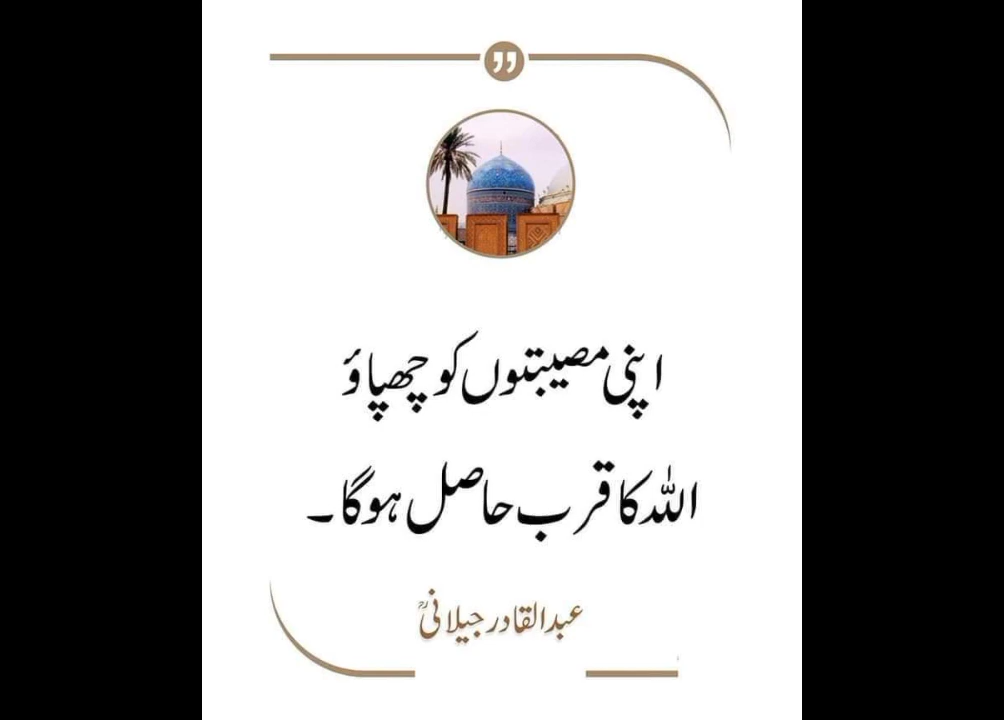 اپنی مصیبتوں کو چھپاؤ
اللہ کا قرب حاصل ہوگا۔
عبدالقادر جیلانیؒ